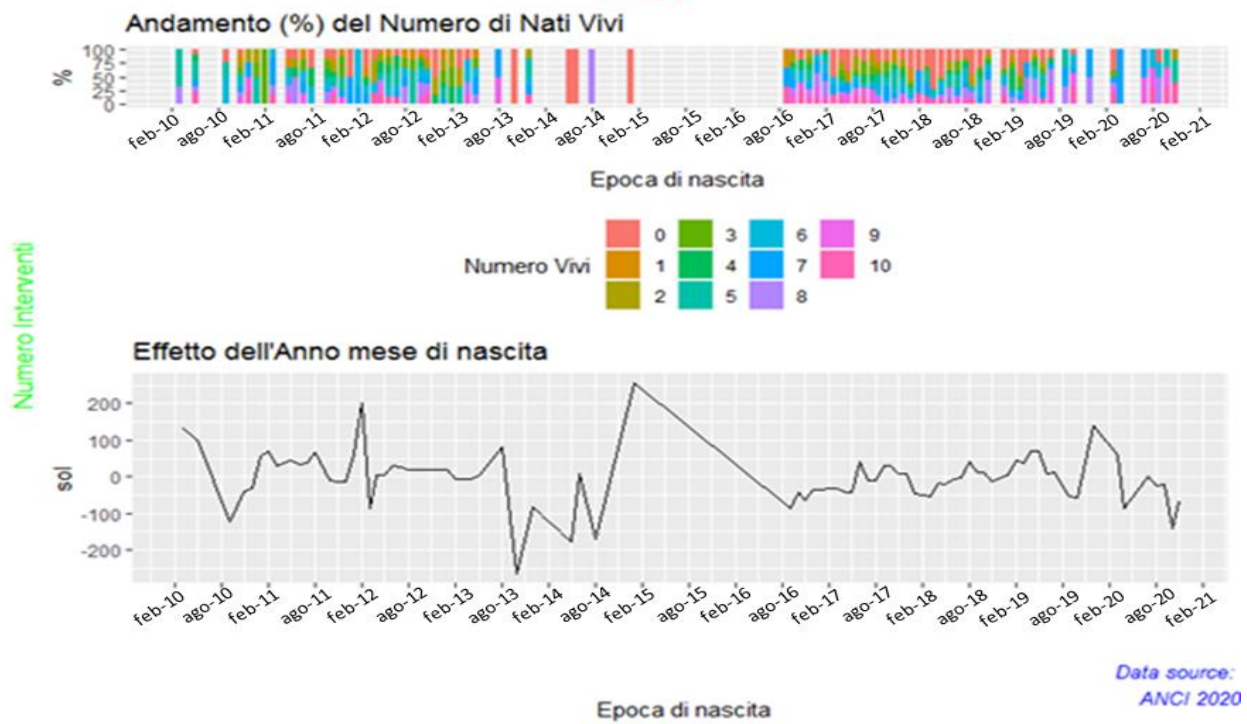 Andamento (%) del Numero di Nati Vivi
100
75
50
25
0
%
feb-10 ago-10 feb-11 ago-11 feb-12 ago-12 feb-13 ago-13 feb-14 ago-14 feb-15 ago-15 feb-16 ago-16 feb-17 ago-17 feb-18 ago-18 feb-19 ago-19 feb-20 ago-20 feb-21
Epoca di nascita
Numero Vivi
0 3 6 9
1 4 7 10
2 5 8
Numero Interventi
Effetto dell'Anno mese di nascita
200
100
0
-100
-200
sol
feb-10 ago-10 feb-11 ago-11 feb-12 ago-12 feb-13 ago-13 feb-14 ago-14 feb-15 ago-15 feb-16 ago-16 feb-17 ago-17 feb-18 ago-18 feb-19 ago-19 feb-20 ago-20 feb-21
Epoca di nascita
Data source:
ANCI 2020